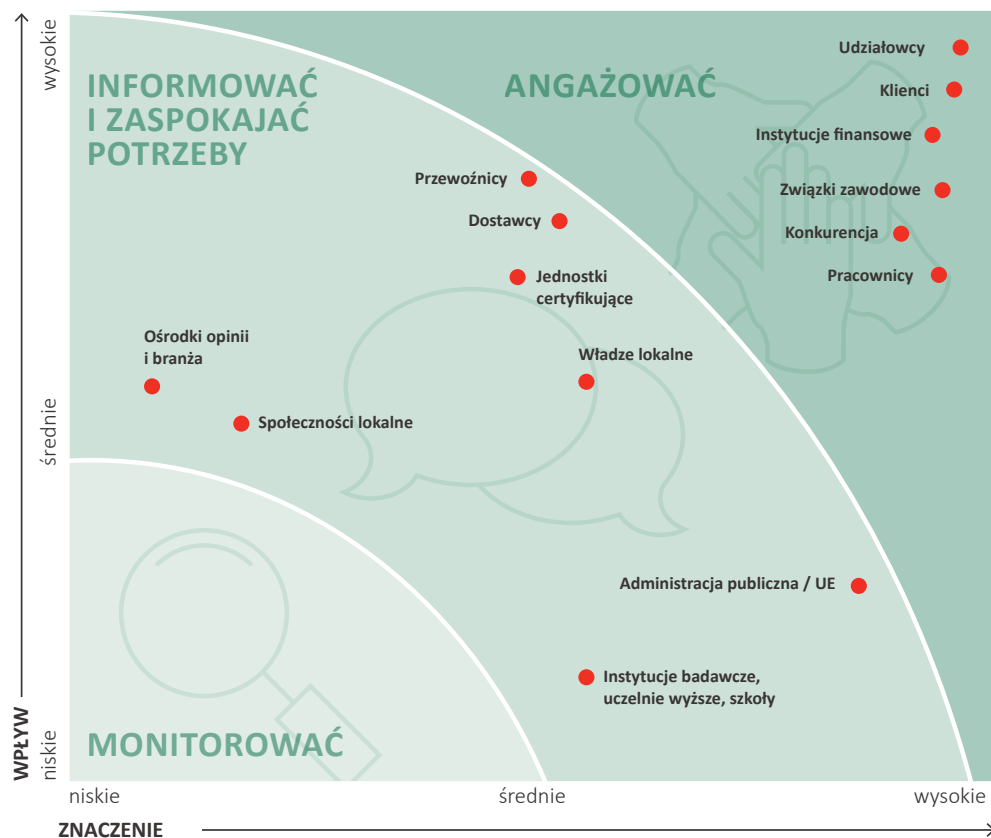 wysokie
INFORMOWAĆ
I ZASPOKAJAĆ
POTRZEBY
ANGAŻOWAĆ
Udziałowcy
Klienci
Instytucje finansowe
Związki zawodowe
Konkurencja
Pracownicy
Przewoźnicy
Dostawcy
Jednostki
certyfikujące
Ośrodki opinii
i branża
Władze lokalne
Społeczności lokalne
średnie
Administracja publiczna / UE
Instytucje badawcze,
uczelnie wyższe, szkoły
MONITOROWAĆ
WPŁYW
niskie
niskie
średnie
wysokie
ZNACZENIE